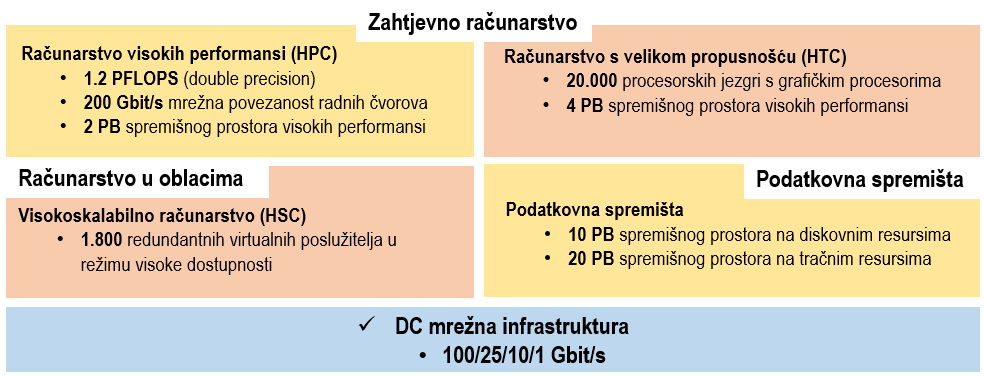 Zahtjevno računarstvo
Računarstvo visokih performansi (HPC)
• 1.2 PFLOPS (double precision)
• 200 Gbit/s mrežna povezanost radnih čvorova
• 2 PB spremišnog prostora visokih performansi
Računarstvo s velikom propusnošću (HTC)
• 20.000 procesorskih jezgri s grafičkim procesorima
• 4 PB spremišnog prostora visokih performansi
Računarstvo u oblacima
Visokoskalabilno računarstvo (HSC)
• 1.800 redundantnih virtualnih poslužitelja u
režimu visoke dostupnosti
Podatkovna spremišta
Podatkovna spremišta
• 10 PB spremišnog prostora na diskovnim resursima
• 20 PB spremišnog prostora na tračnim resursima
✓ DC mrežna infrastruktura
• 100/25/10/1 Gbit/s